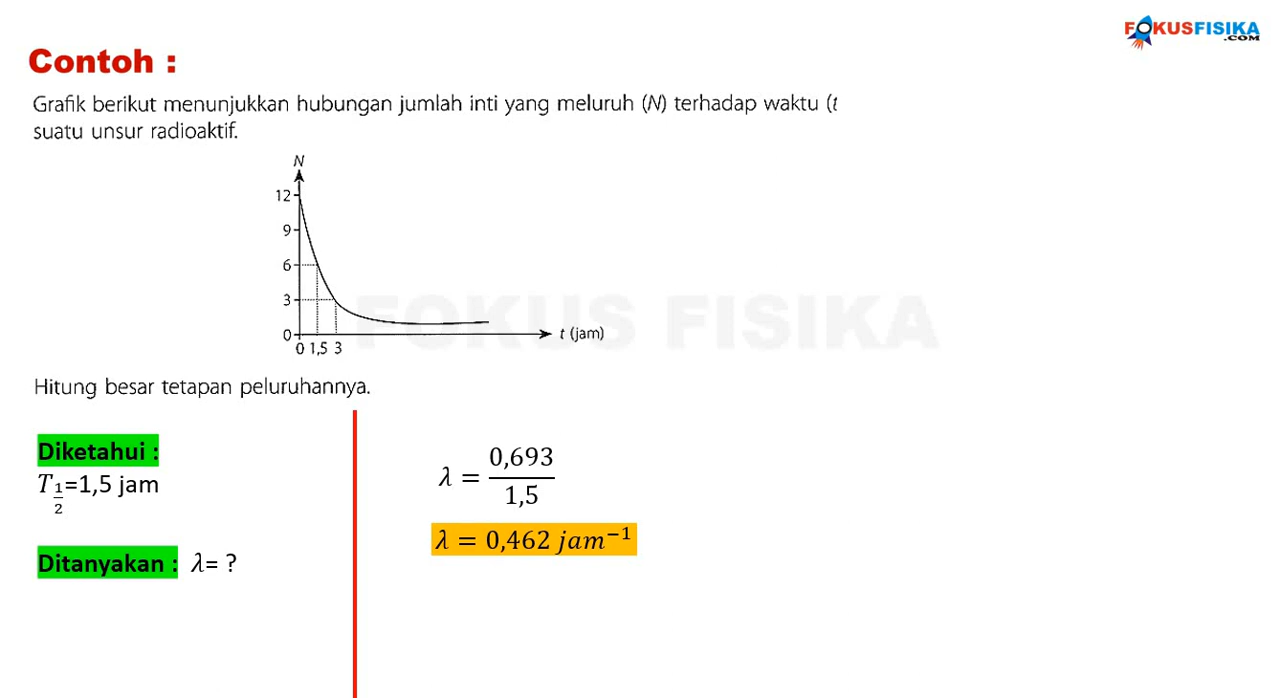 FOKUSFISIKA
.COM
Contoh :
Grafik berikut menunjukkan hubungan jumlah inti yang meluruh (N) terhadap waktu (t
suatu unsur radioaktif.
N
12
9
6
3
0
0 1,5 3
t (jam)
FOKUS FISIKA
Hitung besar tetapan peluruhannya.
Diketahui :
T1/2=1,5 jam
Ditanyakan : λ= ?
λ = 0,693/1,5
λ = 0,462 jam⁻¹